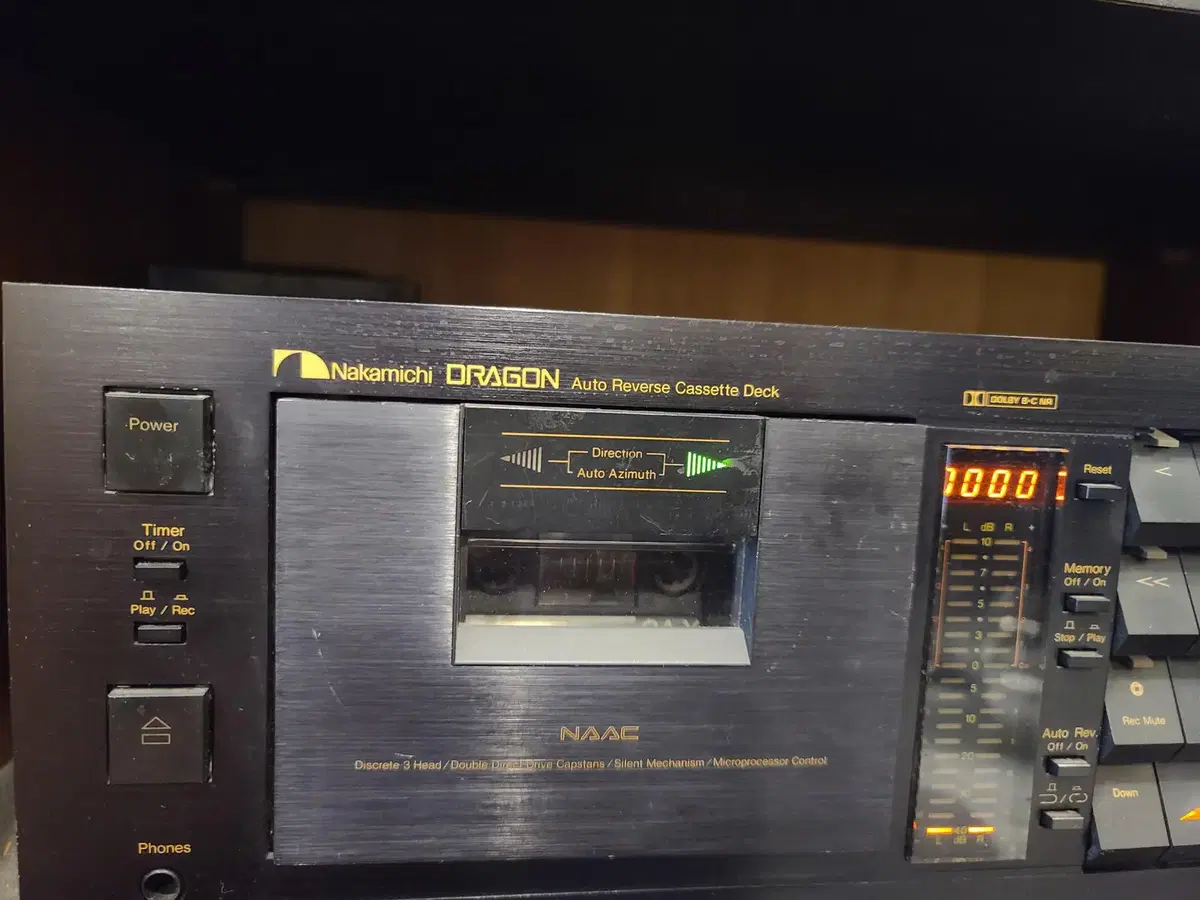 Nakamichi DRAGON Auto Reverse Cassette Deck
DOLBY B-C NR
Power
Direction
Auto Azimuth
0000
Reset
<
Timer
Off / On
Play / Rec
L dB R +
10
7
5
3
0
5
10
20
40
L dB R
Memory
Off / On
Stop / Play
<<
NAAC
Discrete 3 Head / Double Direct Drive Capstans / Silent Mechanism / Microprocessor Control
Rec Mute
Auto Rev.
Off / On
Down
Phones